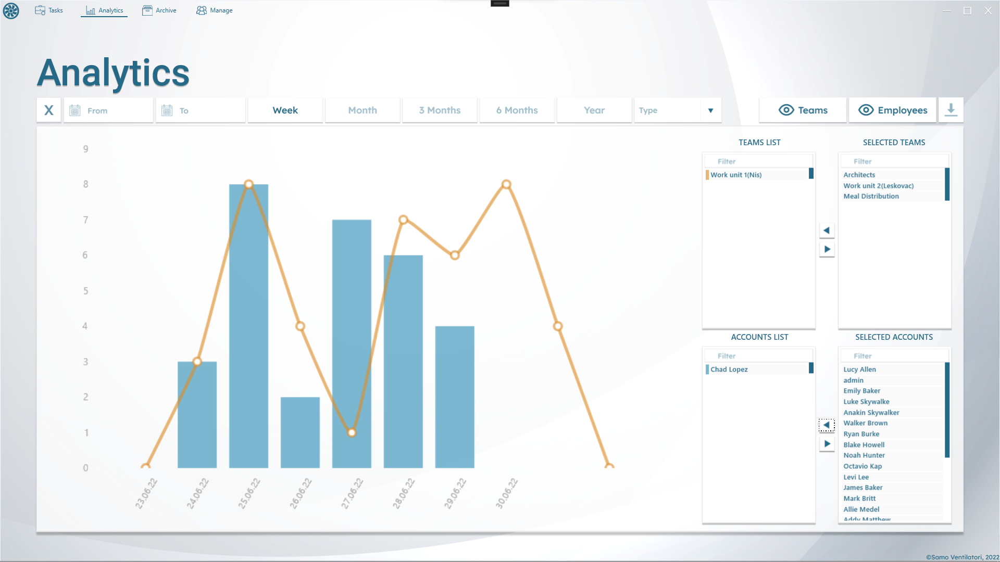 Tasks
Analytics
Archive
Manage
Analytics
X
From
To
Week
Month
3 Months
6 Months
Year
Type
Teams
Employees
9
8
7
6
5
4
3
2
1
0
23.06.22
24.06.22
25.06.22
26.06.22
27.06.22
28.06.22
29.06.22
30.06.22
TEAMS LIST
Filter
Work unit 1(Nis)
SELECTED TEAMS
Filter
Architects
Work unit 2(Leskovac)
Meal Distribution
ACCOUNTS LIST
Filter
Chad Lopez
SELECTED ACCOUNTS
Filter
Lucy Allen
admin
Emily Baker
Luke Skywalke
Anakin Skywalker
Walker Brown
Ryan Burke
Blake Howell
Noah Hunter
Octavio Kap
Levi Lee
James Baker
Mark Britt
Allie Medel
Addy Matthew
©Samo Ventilatori, 2022